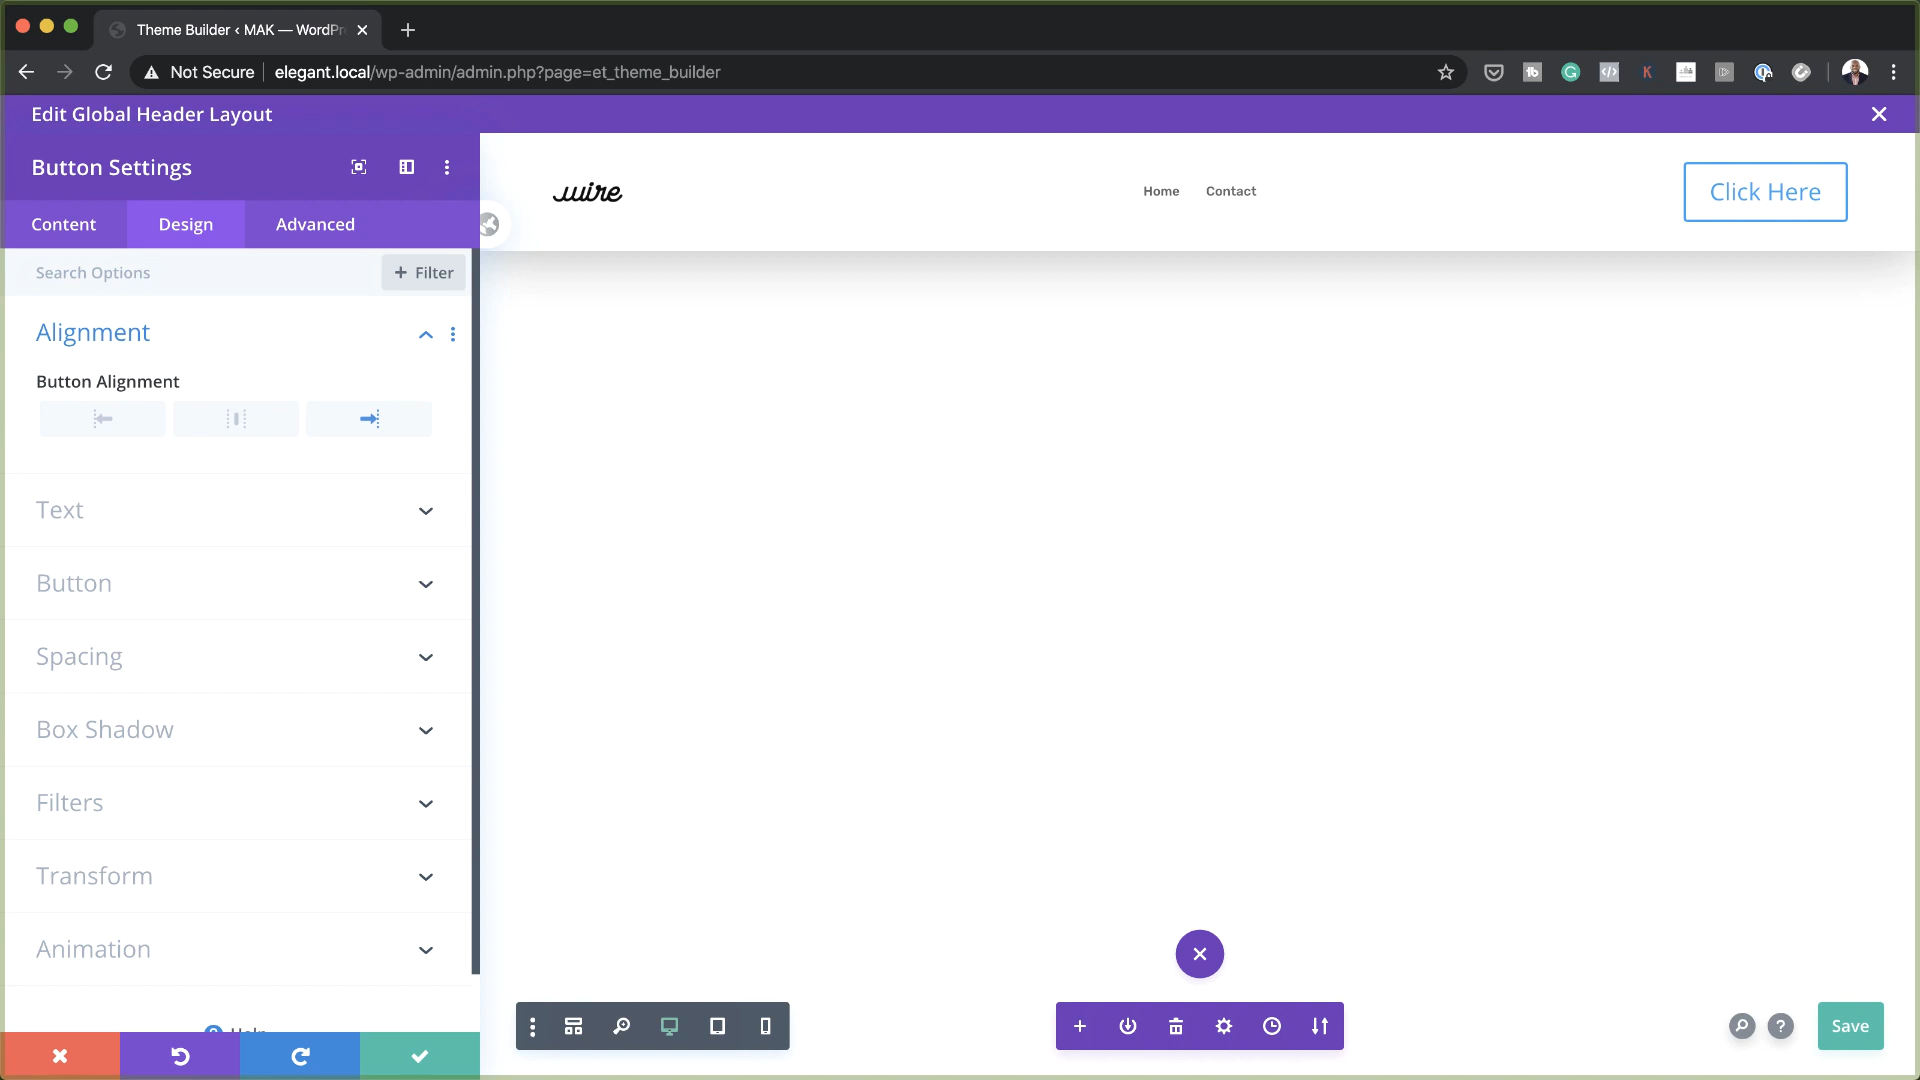 Theme Builder ‹ MAK — WordPr
Not Secure
elegant.local/wp-admin/admin.php?page=et_theme_builder
Edit Global Header Layout
Button Settings
Content
Design
Advanced
Search Options
+ Filter
wire
Home
Contact
Click Here
Alignment
Button Alignment
Text
Button
Spacing
Box Shadow
Filters
Transform
Animation
Help
Save